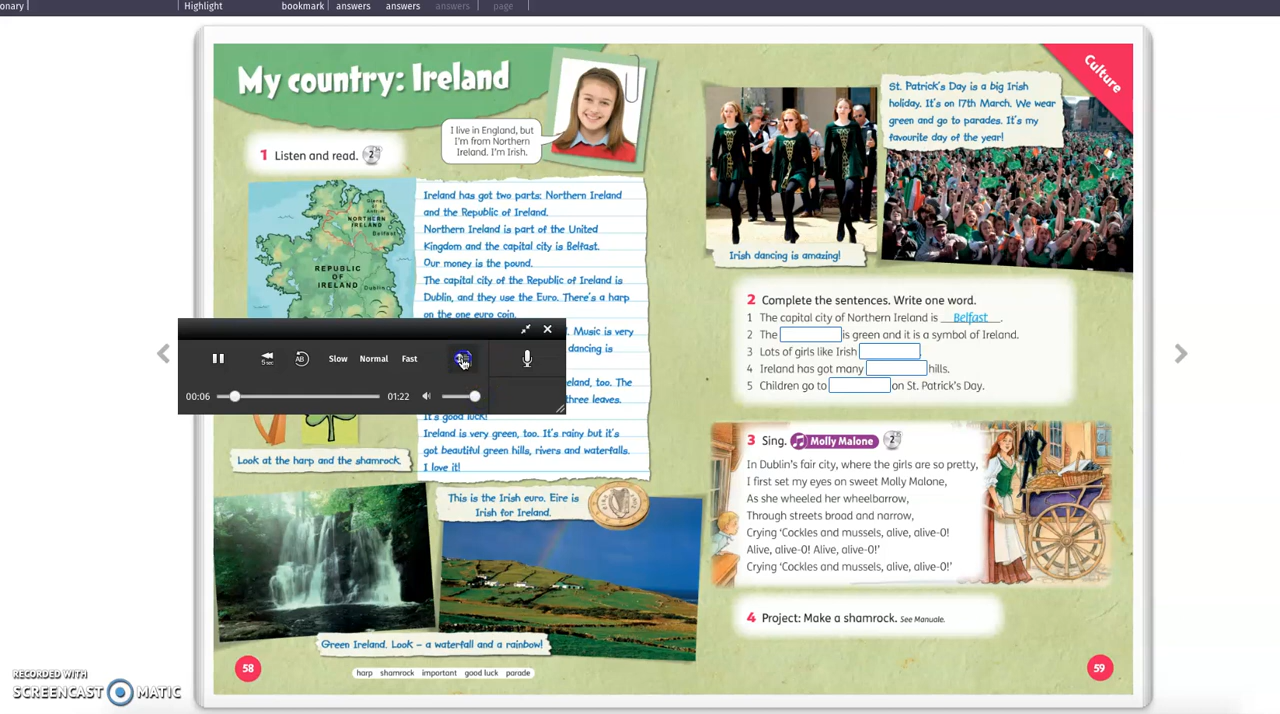 onary
Highlight
bookmark
answers
answers
answers
page
My country: Ireland
I live in England, but
I'm from Northern
Ireland. I'm Irish.
1 Listen and read.
2
NORTHERN
IRELAND
Belfast
REPUBLIC
OF
IRELAND
Dublin
Ireland has got two parts: Northern Ireland
and the Republic of Ireland.
Northern Ireland is part of the United
Kingdom and the capital city is Belfast.
Our money is the pound.
The capital city of the Republic of Ireland is
Dublin, and they use the Euro. There's a harp
on the one euro coin.
Music is very
dancing is
eland, too. The
three leaves.
It's good luck!
Ireland is very green, too. It's rainy but it's
got beautiful green hills, rivers and waterfalls.
I love it!
5 sec
AB
Slow
Normal
Fast
00:06
01:22
Look at the harp and the shamrock.
This is the Irish euro. Eire is
Irish for Ireland.
Green Ireland. Look – a waterfall and a rainbow!
58
harp shamrock important good luck parade
Culture
St. Patrick's Day is a big Irish
holiday. It's on 17th March. We wear
green and go to parades. It's my
favourite day of the year!
Irish dancing is amazing!
2 Complete the sentences. Write one word.
1 The capital city of Northern Ireland is Belfast.
2 The is green and it is a symbol of Ireland.
3 Lots of girls like Irish .
4 Ireland has got many hills.
5 Children go to on St. Patrick's Day.
3 Sing. Molly Malone
2
In Dublin's fair city, where the girls are so pretty,
I first set my eyes on sweet Molly Malone,
As she wheeled her wheelbarrow,
Through streets broad and narrow,
Crying 'Cockles and mussels, alive, alive-O!
Alive, alive-O! Alive, alive-O!'
Crying 'Cockles and mussels, alive, alive-O!'
4 Project: Make a shamrock. See Manuale.
59
RECORDED WITH
SCREENCAST MATIC